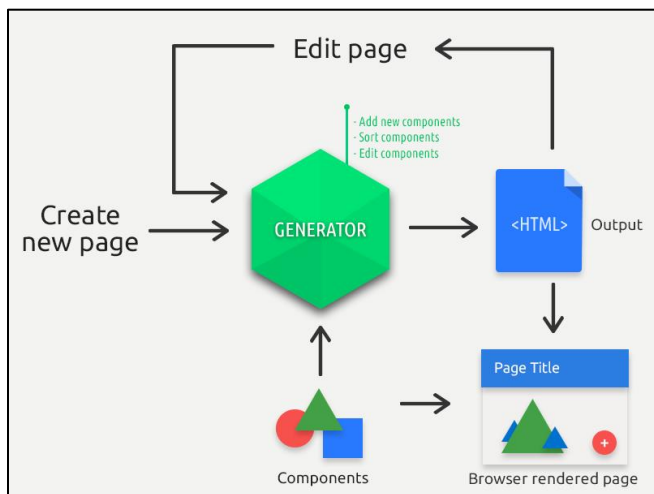 Edit page
- Add new components
- Sort components
- Edit components
Create
new page
GENERATOR
<HTML>
Output
Page Title
+
Components
Browser rendered page